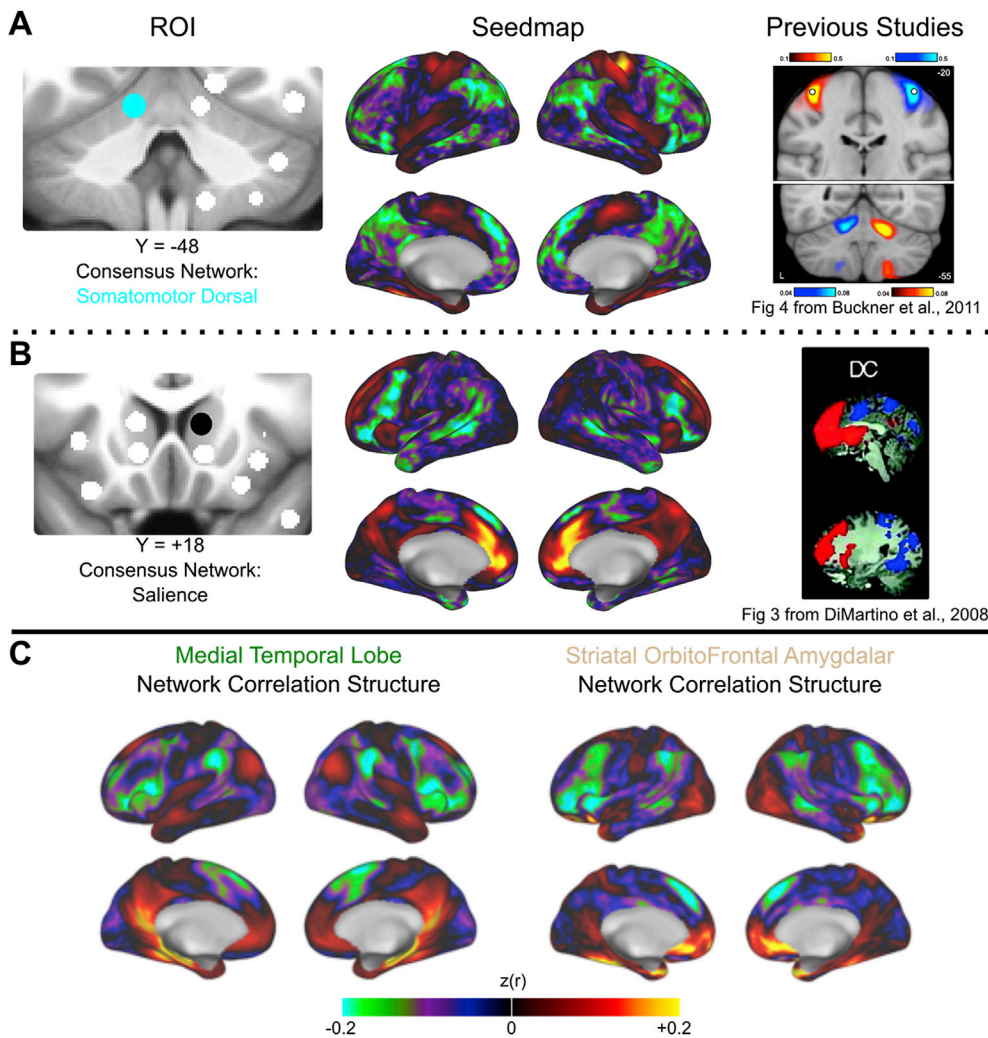 A
ROI
Seedmap
Previous Studies
0.1 0.5 0.1 0.5
-20
Y = -48
Consensus Network:
Somatomotor Dorsal
L
-55
0.04 0.08 0.04 0.08
Fig 4 from Buckner et al., 2011
B
DC
Y = +18
Consensus Network:
Salience
Fig 3 from DiMartino et al., 2008
C
Medial Temporal Lobe
Network Correlation Structure
Striatal OrbitoFrontal Amygdalar
Network Correlation Structure
z(r)
-0.2 0 +0.2